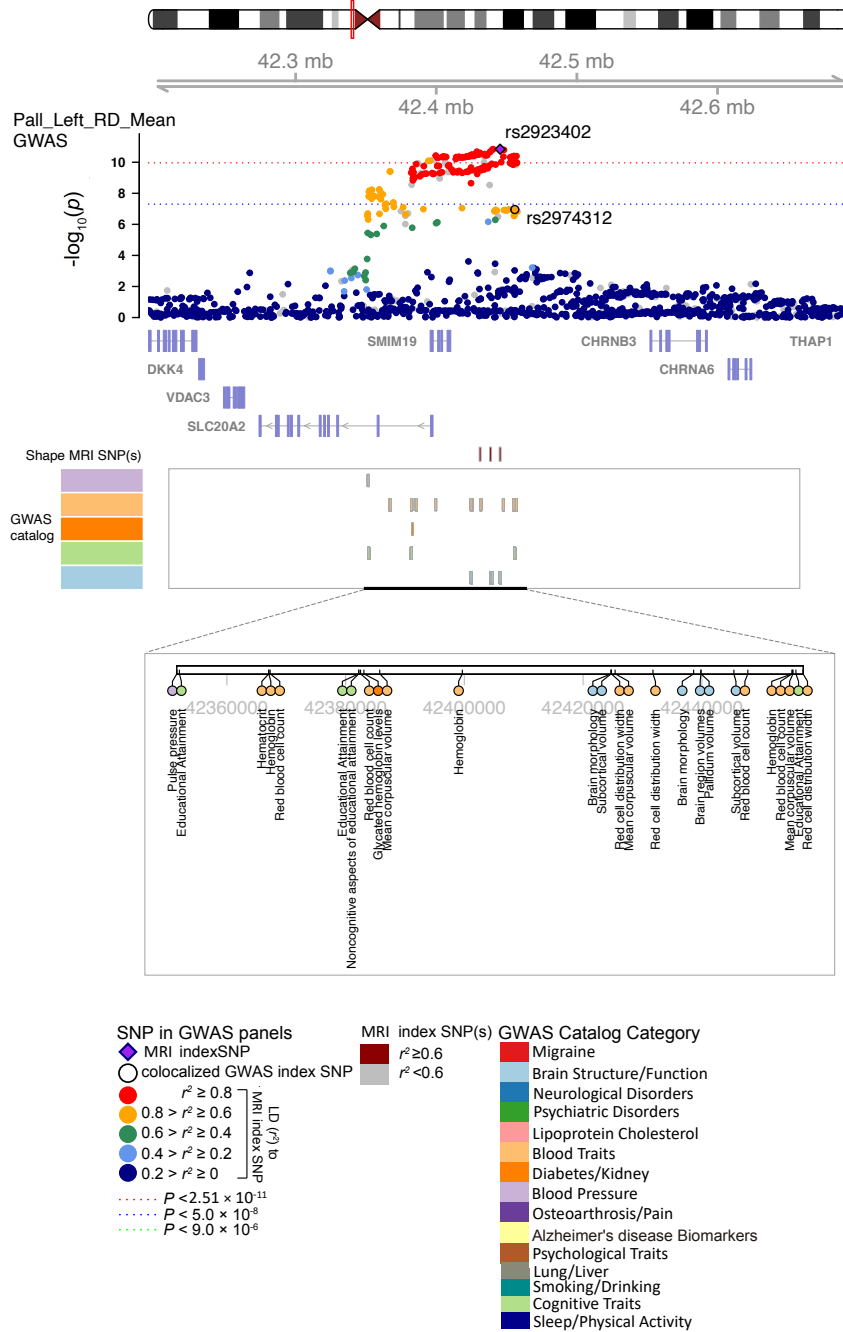 42.3 mb
42.5 mb
42.4 mb
42.6 mb
Pall_Left_RD_Mean
GWAS
rs2923402
rs2974312
-log10(p)
10
8
6
4
2
0
SMIM19
CHRNB3
THAP1
DKK4
CHRNA6
VDAC3
SLC20A2
Shape MRI SNP(s)
GWAS
catalog
42360000
42380000
42400000
42420000
42440000
Pulse pressure
Educational Attainment
Hematocrit
Hemoglobin
Red blood cell count
Educational Attainment
Noncognitive aspects of educational attainment
Red blood cell count
Glycated hemoglobin levels
Mean corpuscular volume
Hemoglobin
Brain morphology
Subcortical volume
Red cell distribution width
Mean corpuscular volume
Red cell distribution width
Brain morphology
Brain region volumes
Pallidum volume
Subcortical volume
Red blood cell count
Hemoglobin
Red blood cell count
Mean corpuscular volume
Educational Attainment
Red cell distribution width
SNP in GWAS panels
MRI indexSNP
colocalized GWAS index SNP
r² ≥ 0.8
0.8 > r² ≥ 0.6
0.6 > r² ≥ 0.4
0.4 > r² ≥ 0.2
0.2 > r² ≥ 0
LD (r²) to
MRI index SNP
P <2.51 × 10⁻¹¹
P < 5.0 × 10⁻⁸
P < 9.0 × 10⁻⁶
MRI index SNP(s)
r² ≥0.6
r² <0.6
GWAS Catalog Category
Migraine
Brain Structure/Function
Neurological Disorders
Psychiatric Disorders
Lipoprotein Cholesterol
Blood Traits
Diabetes/Kidney
Blood Pressure
Osteoarthrosis/Pain
Alzheimer's disease Biomarkers
Psychological Traits
Lung/Liver
Smoking/Drinking
Cognitive Traits
Sleep/Physical Activity